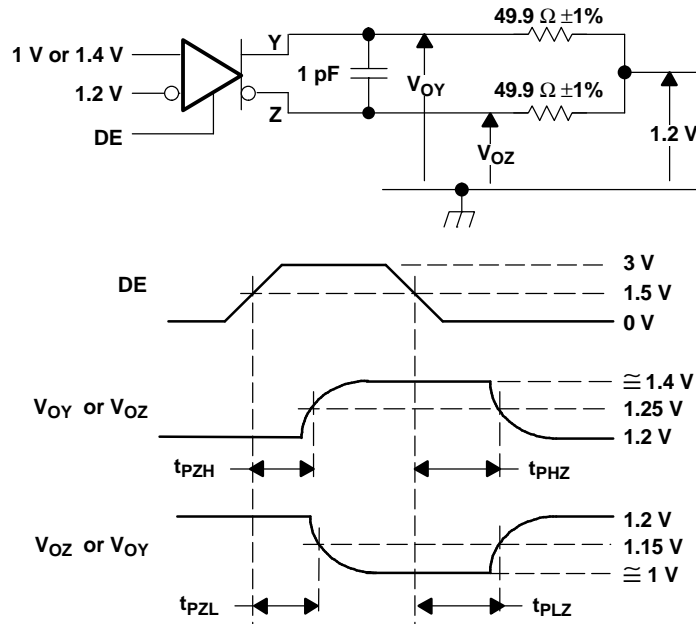 49.9 Ω ±1%
Y
1 V or 1.4 V
1 pF
VOY
1.2 V
49.9 Ω ±1%
Z
DE
VOZ
1.2 V
3 V
DE
1.5 V
0 V
≅ 1.4 V
VOY or VOZ
1.25 V
1.2 V
tPZH
tPHZ
1.2 V
VOZ or VOY
1.15 V
≅ 1 V
tPZL
tPLZ